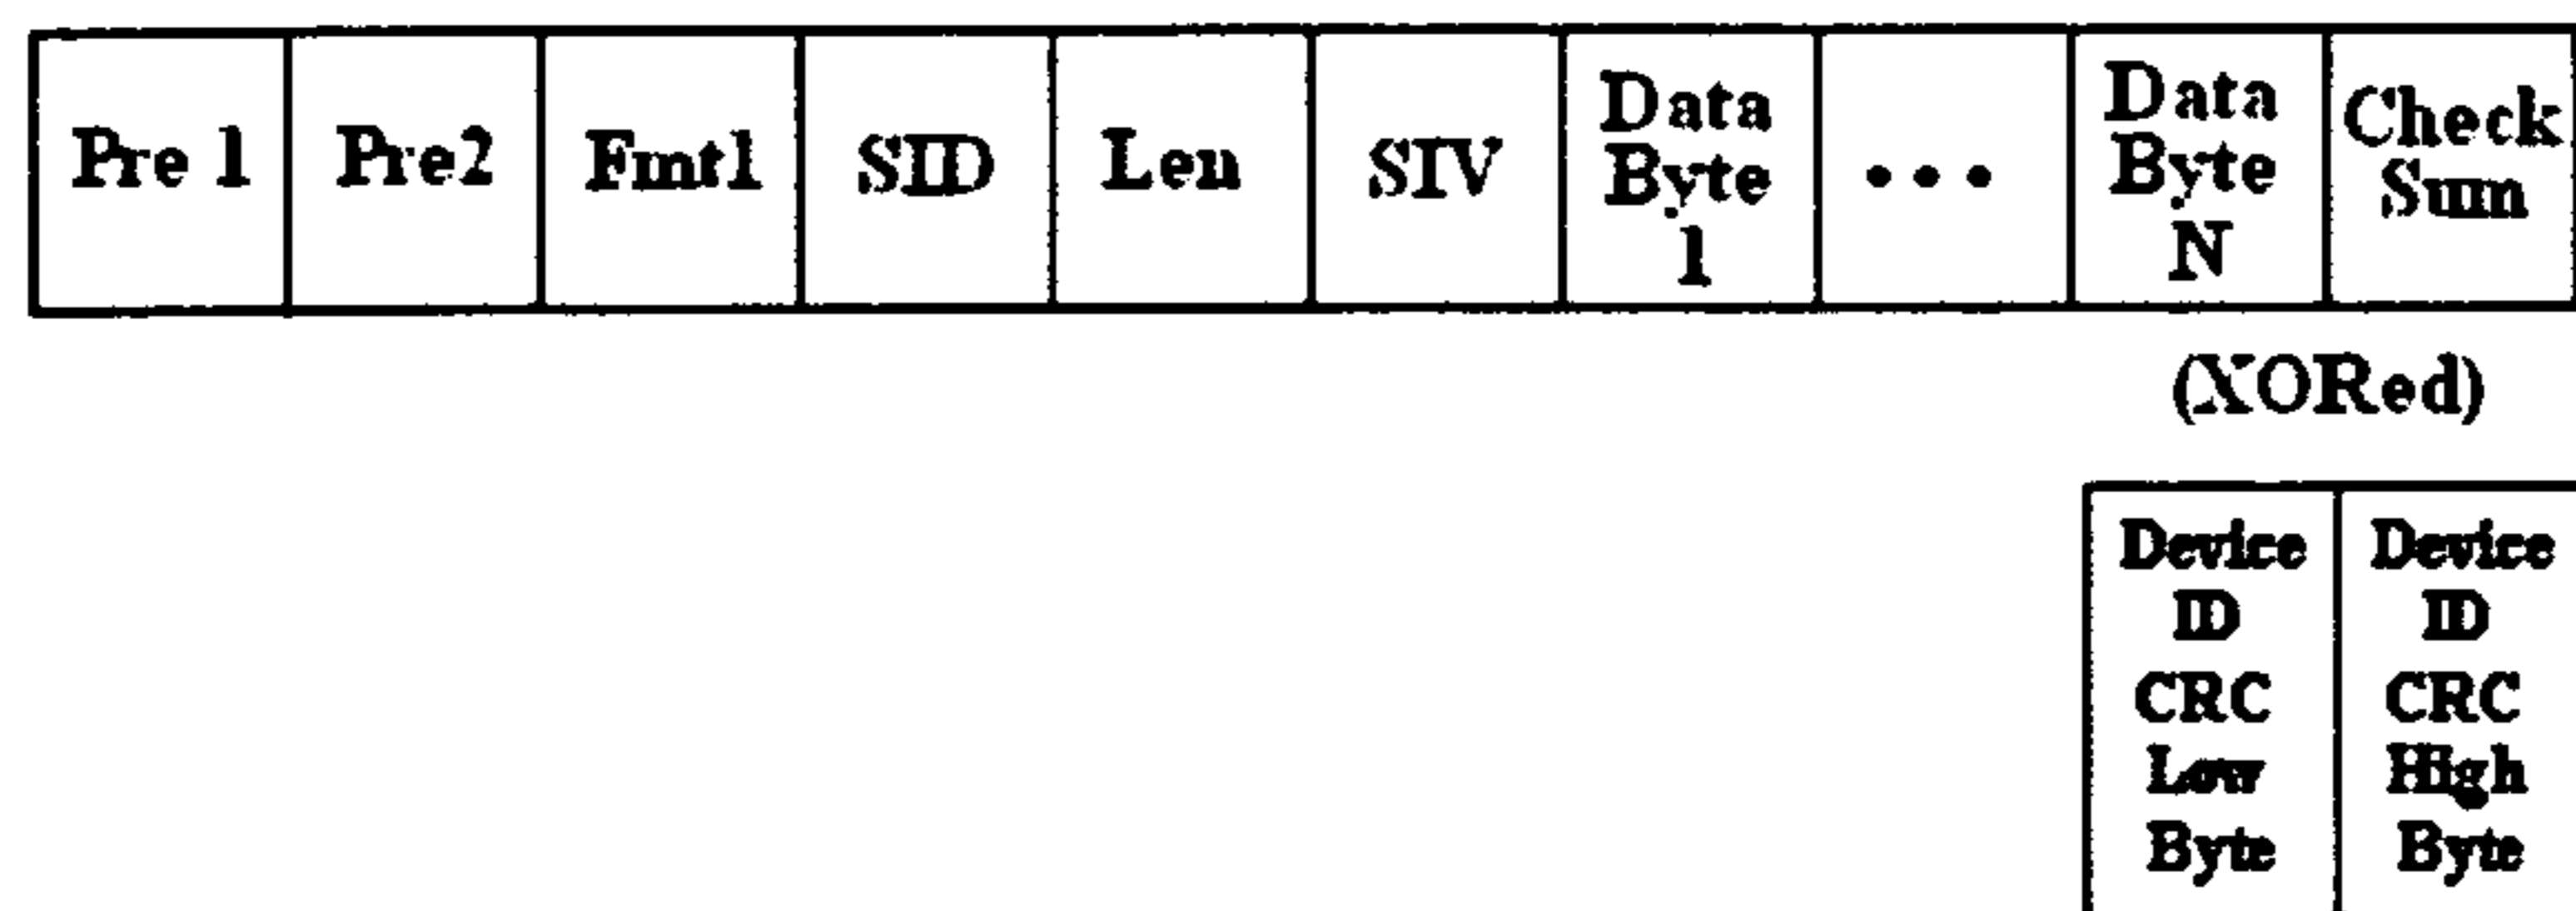 Pre 1 Pre2 Fmt1 SID Len SIV Data Byte 1 ... Data Byte N Check Sum
(XORed)
Device ID CRC Low Byte Device ID CRC High Byte